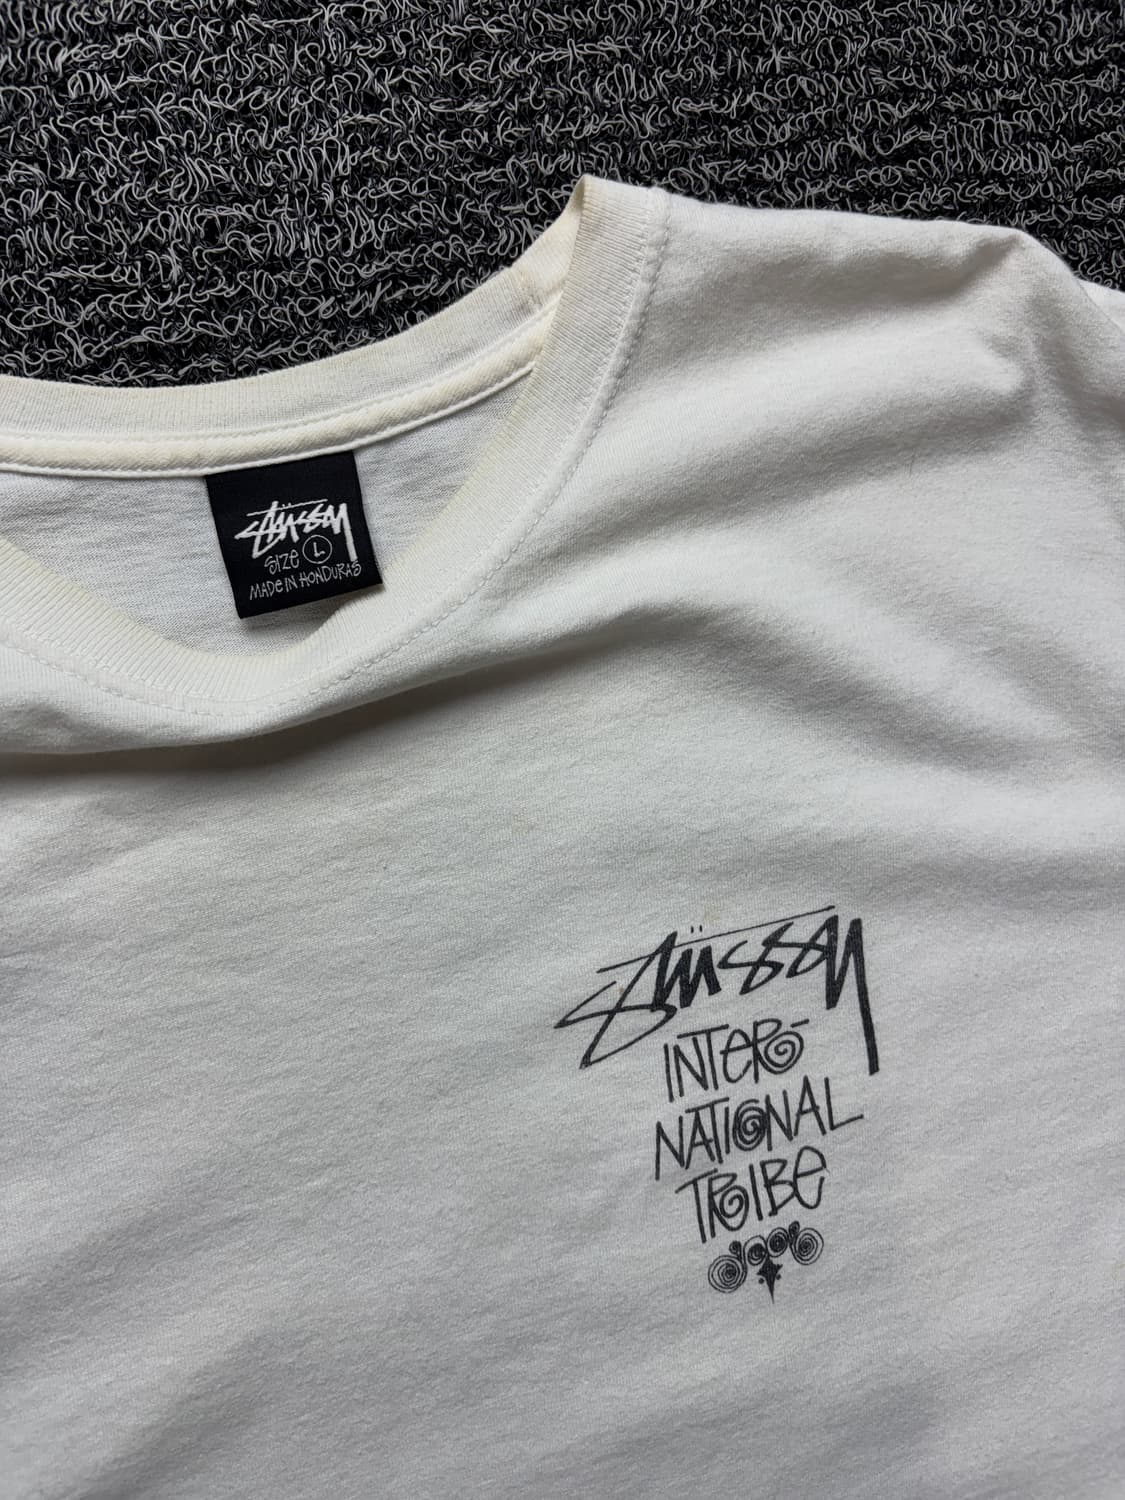 Stüssy
SIZE L
MADE IN HONDURAS
Stüssy
INTER-
NATIONAL
TRIBE